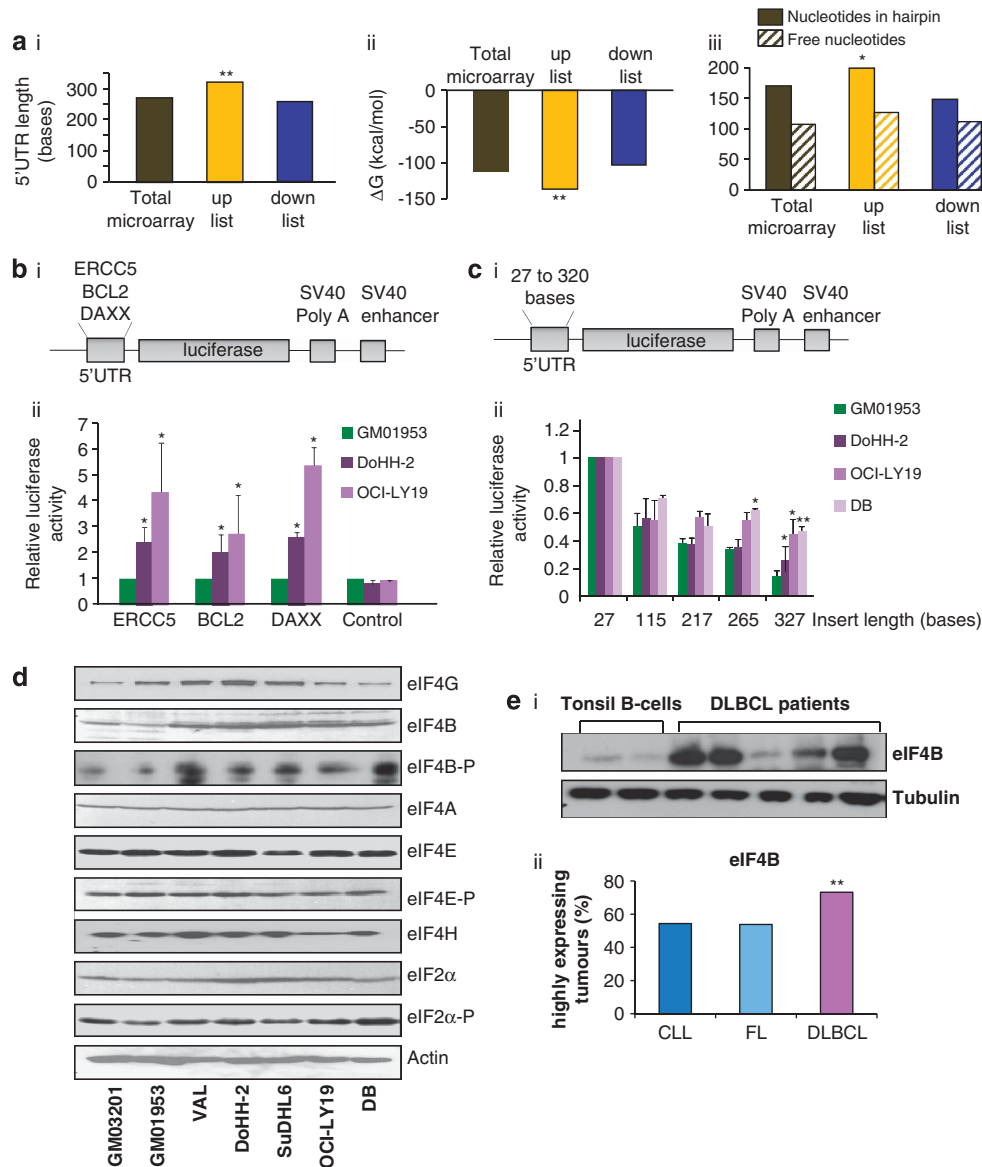 a i
5'UTR length
(bases)
300
200
100
0
**
Total
microarray
up
list
down
list
ii
Total
microarray
up
list
down
list
ΔG (kcal/mol)
0
-50
-100
-150
**
iii
Nucleotides in hairpin
Free nucleotides
200
150
100
50
0
*
Total
microarray
up
list
down
list
b i
ERCC5
BCL2
DAXX
SV40
Poly A
SV40
enhancer
luciferase
5'UTR
ii
Relative luciferase
activity
7
6
5
4
3
2
1
0
GM01953
DoHH-2
OCI-LY19
* * * * * *
ERCC5 BCL2 DAXX Control
c i
27 to 320
bases
SV40
Poly A
SV40
enhancer
luciferase
5'UTR
ii
Relative luciferase
activity
1.2
1
0.8
0.6
0.4
0.2
0
GM01953
DoHH-2
OCI-LY19
DB
* * * **
27 115 217 265 327 Insert length (bases)
d
eIF4G
eIF4B
eIF4B-P
eIF4A
eIF4E
eIF4E-P
eIF4H
eIF2α
eIF2α-P
Actin
GM03201
GM01953
VAL
DoHH-2
SuDHL6
OCI-LY19
DB
e i
Tonsil B-cells DLBCL patients
eIF4B
Tubulin
ii
eIF4B
highly expressing
tumours (%)
80
60
40
20
0
**
CLL FL DLBCL